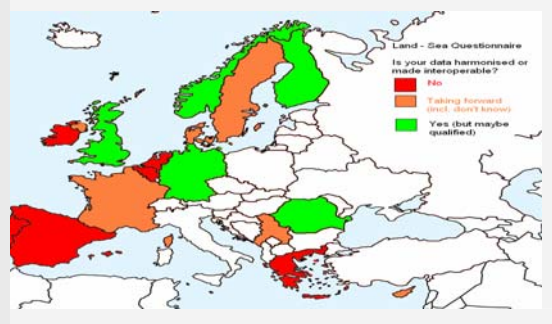 Land - Sea Questionnaire
Is your data harmonised or
made interoperable?
No
Taking forward
(incl. don't know)
Yes (but maybe
qualified)